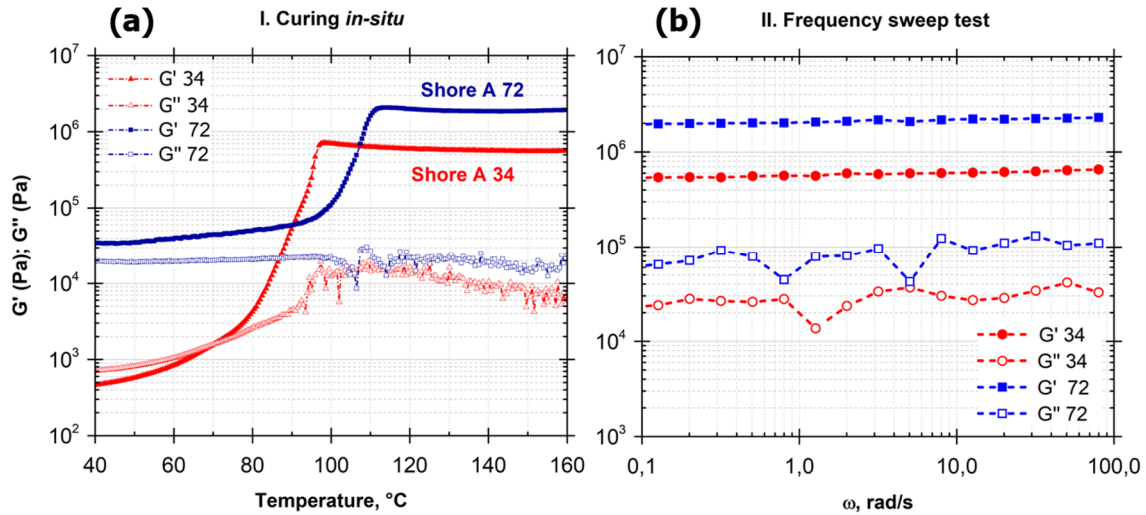 (a)
I. Curing in-situ
G' (Pa); G'' (Pa)
10⁷
10⁶
10⁵
10⁴
10³
10²
G' 34
G'' 34
G' 72
G'' 72
Shore A 72
Shore A 34
40 60 80 100 120 140 160
Temperature, °C
(b)
II. Frequency sweep test
10⁷
10⁶
10⁵
10⁴
10³
G' 34
G'' 34
G' 72
G'' 72
0,1 1,0 10,0 100,0
ω, rad/s